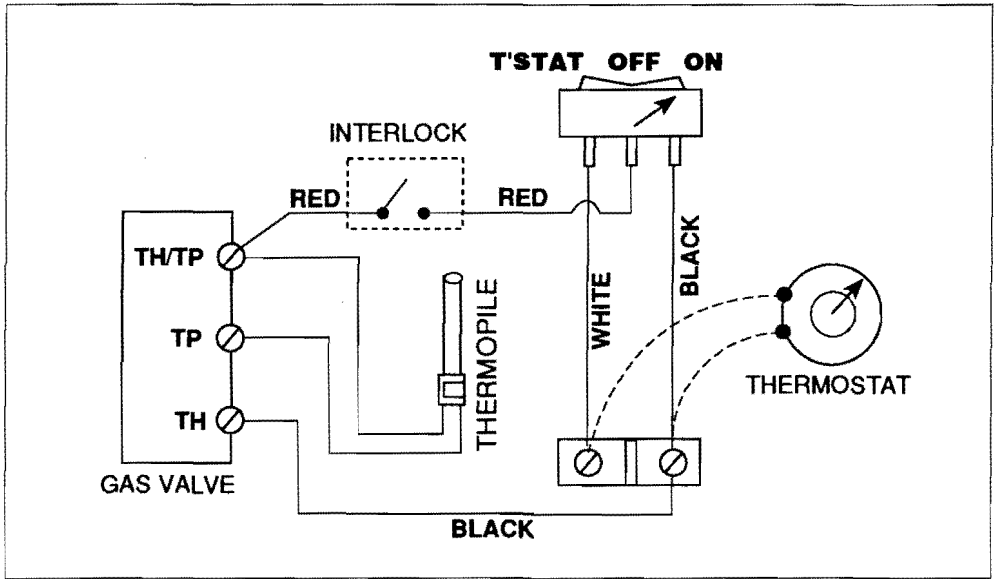 T'STAT OFF ON
INTERLOCK
RED
RED
TH/TP
BLACK
WHITE
THERMOPILE
TP
THERMOSTAT
TH
GAS VALVE
BLACK